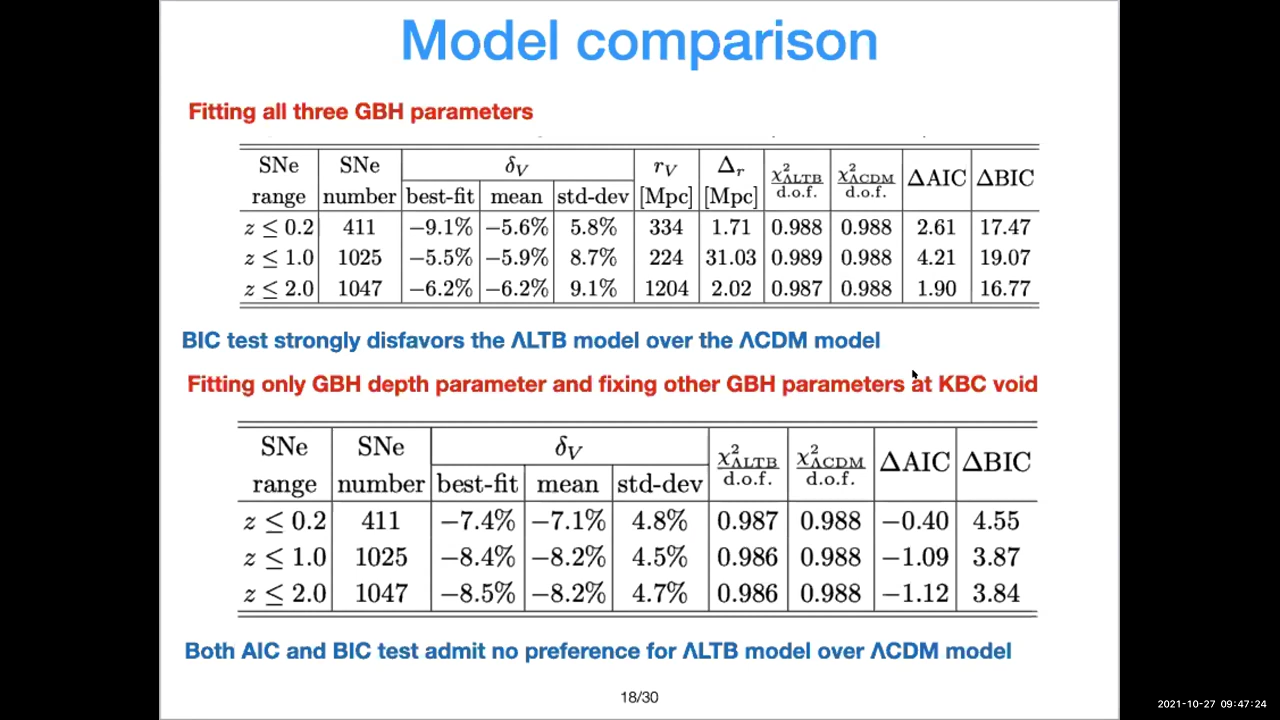 Model comparison
Fitting all three GBH parameters
SNe SNe δ_V r_V Δ_r χ²_ΛLTB/d.o.f. χ²_ΛCDM/d.o.f. ΔAIC ΔBIC
range number best-fit mean std-dev [Mpc] [Mpc]
z ≤ 0.2 411 −9.1% −5.6% 5.8% 334 1.71 0.988 0.988 2.61 17.47
z ≤ 1.0 1025 −5.5% −5.9% 8.7% 224 31.03 0.989 0.988 4.21 19.07
z ≤ 2.0 1047 −6.2% −6.2% 9.1% 1204 2.02 0.987 0.988 1.90 16.77
BIC test strongly disfavors the ΛLTB model over the ΛCDM model
Fitting only GBH depth parameter and fixing other GBH parameters at KBC void
SNe SNe δ_V χ²_ΛLTB/d.o.f. χ²_ΛCDM/d.o.f. ΔAIC ΔBIC
range number best-fit mean std-dev
z ≤ 0.2 411 −7.4% −7.1% 4.8% 0.987 0.988 −0.40 4.55
z ≤ 1.0 1025 −8.4% −8.2% 4.5% 0.986 0.988 −1.09 3.87
z ≤ 2.0 1047 −8.5% −8.2% 4.7% 0.986 0.988 −1.12 3.84
Both AIC and BIC test admit no preference for ΛLTB model over ΛCDM model
18/30
2021-10-27 09:47:24